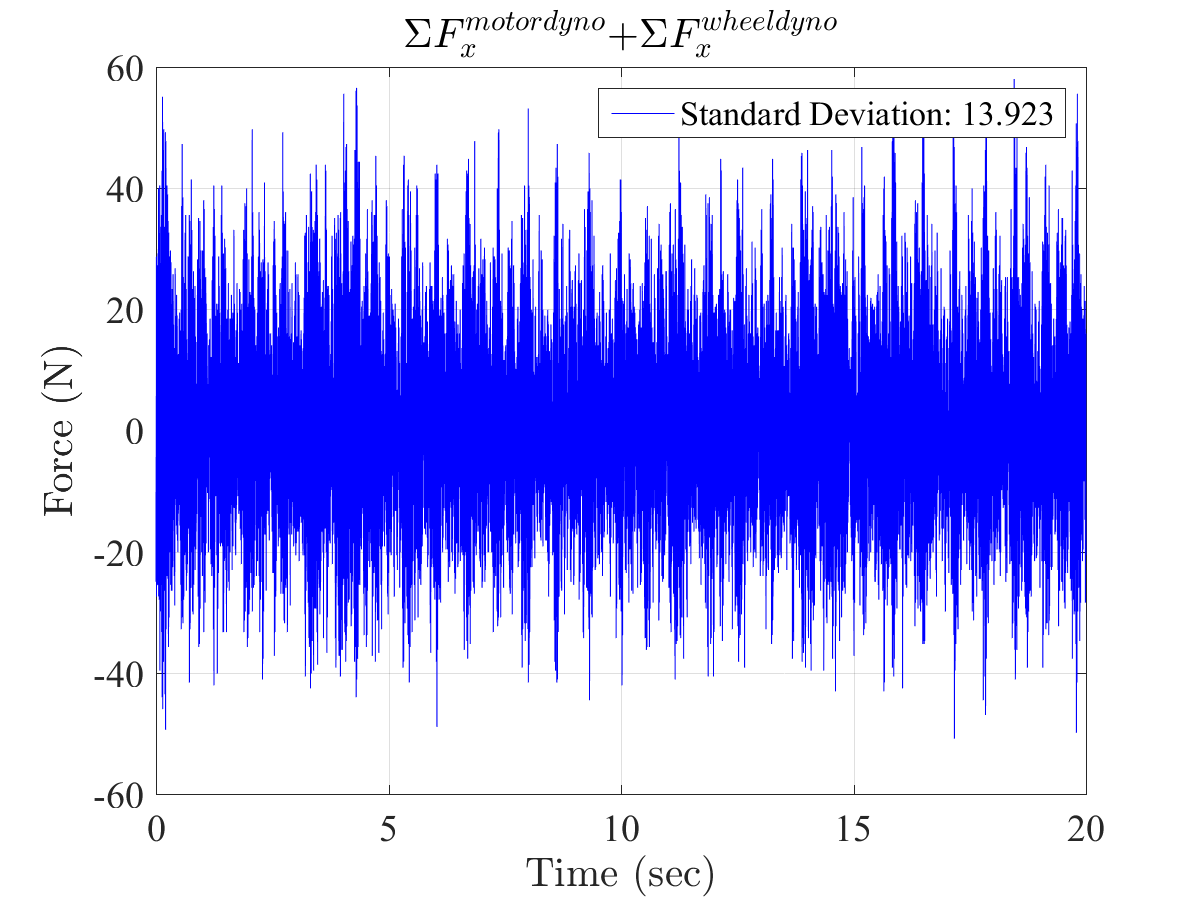 ΣF_x^{motordyno}+ΣF_x^{wheeldyno}
60
Standard Deviation: 13.923
40
20
0
-20
-40
-60
Force (N)
0 5 10 15 20
Time (sec)